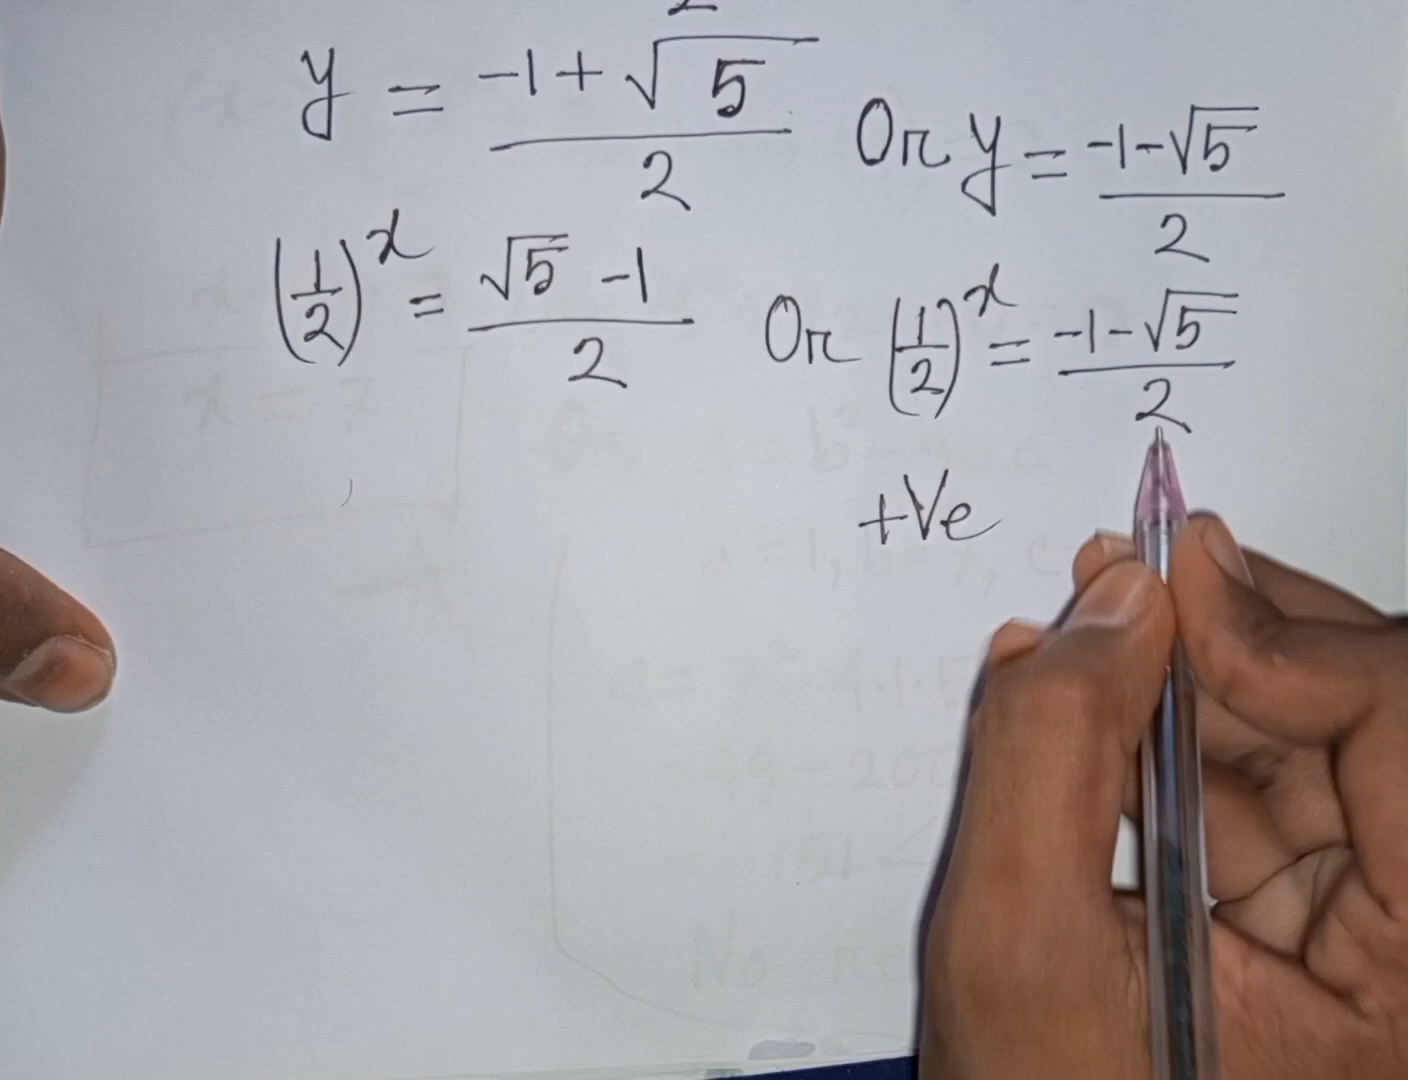 y = (-1+√5)/2 Or y = (-1-√5)/2
(1/2)^x = (√5 -1)/2 Or (1/2)^x = (-1-√5)/2
+Ve